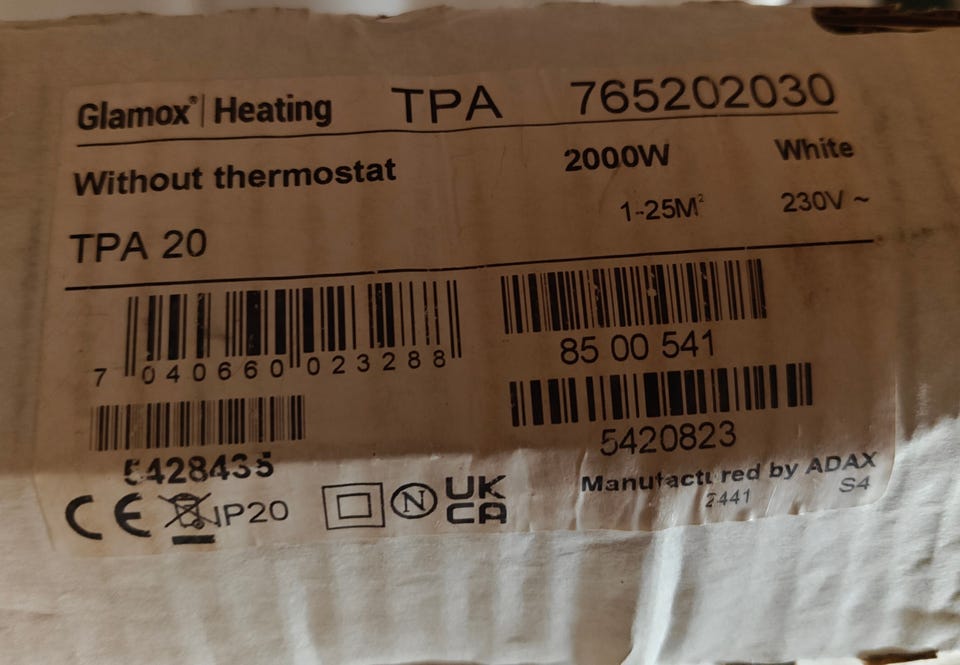 Glamox® Heating TPA 765202030
Without thermostat 2000W White
1-25M² 230V ~
TPA 20
7 040660 023288
85 00 541
5428435
5420823
Manufactured by ADAX
2441 S4
CE IP20 N UK CA